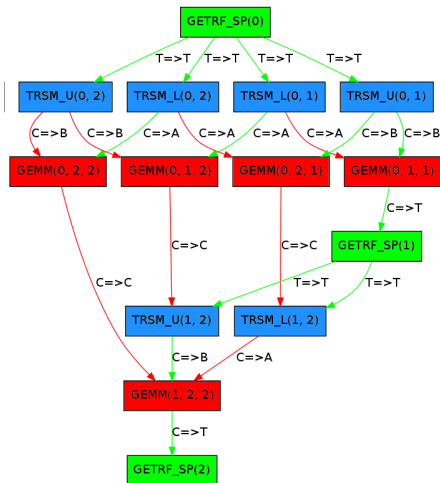 GETRF_SP(0)
T=>T T=>T T=>T T=>T
TRSM_U(0, 2) TRSM_L(0, 2) TRSM_L(0, 1) TRSM_U(0, 1)
C=>B C=>B C=>A C=>A C=>A C=>A C=>B C=>B
GEMM(0, 2, 2) GEMM(0, 1, 2) GEMM(0, 2, 1) GEMM(0, 1, 1)
C=>T
GETRF_SP(1)
C=>C C=>C
C=>C T=>T T=>T
TRSM_U(1, 2) TRSM_L(1, 2)
C=>B C=>A
GEMM(1, 2, 2)
C=>T
GETRF_SP(2)